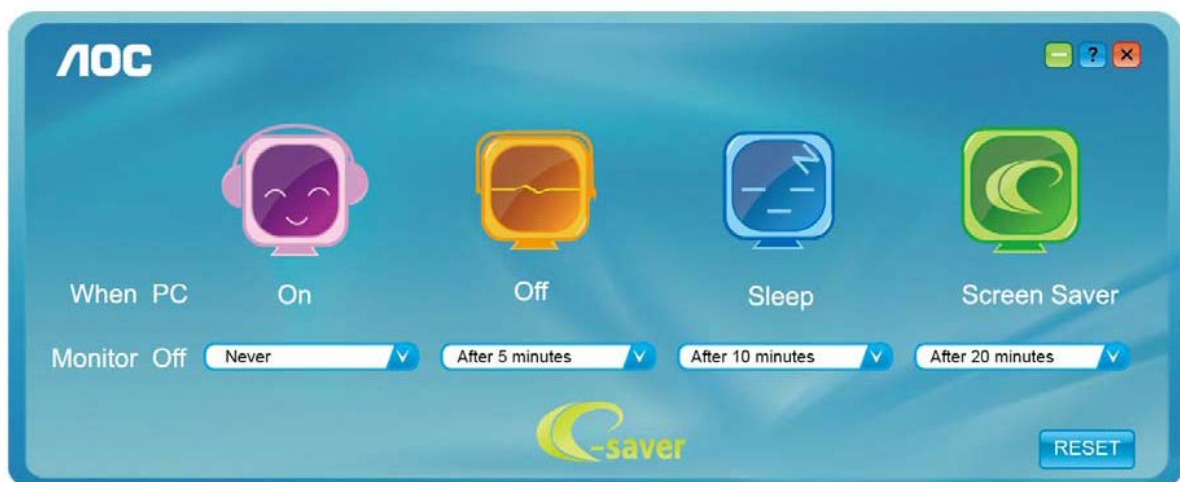 AOC
?
When PC On Off Sleep Screen Saver
Monitor Off Never After 5 minutes After 10 minutes After 20 minutes
e-saver
RESET